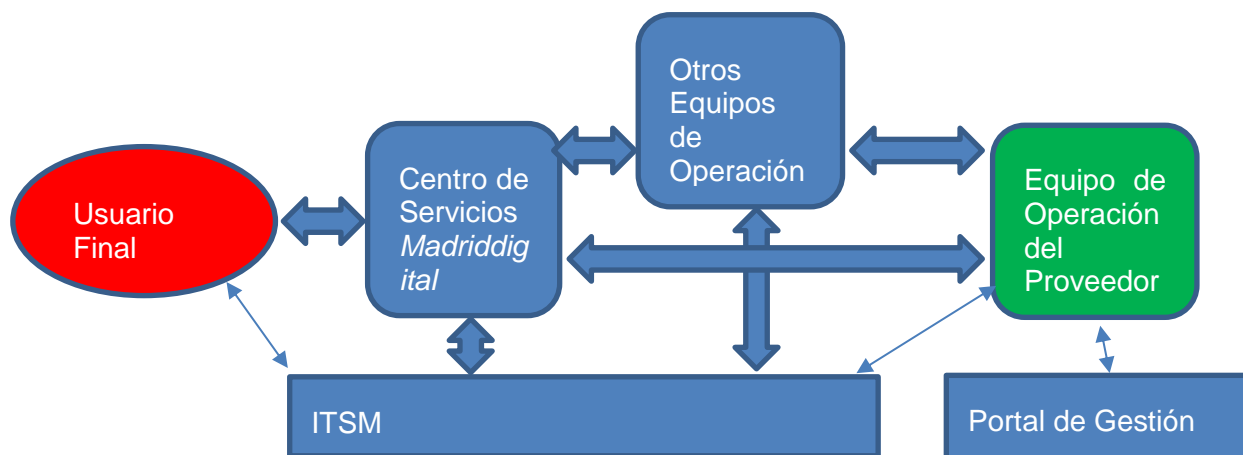 Usuario
Final
Centro de
Servicios
Madriddig
ital
Otros
Equipos
de
Operación
Equipo de
Operación
del
Proveedor
ITSM
Portal de Gestión